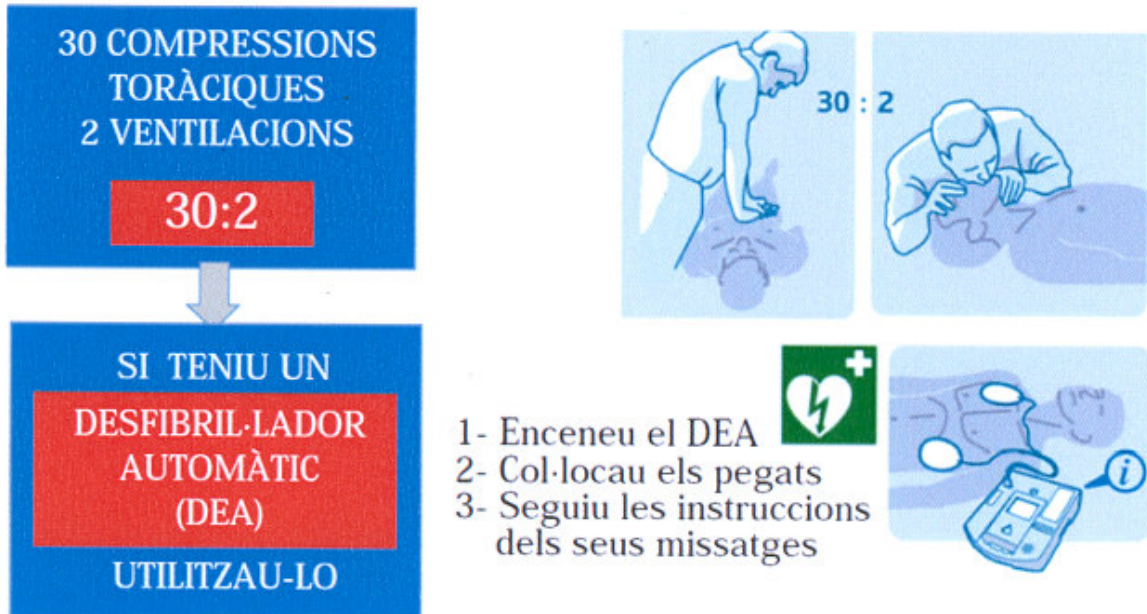 30 COMPRESSIONS
TORÀCIQUES
2 VENTILACIONS
30:2
30 : 2
SI TENIU UN
DESFIBRIL·LADOR
AUTOMÀTIC
(DEA)
UTILITZAU-LO
1- Enceneu el DEA
2- Col·locau els pegats
3- Seguiu les instruccions
dels seus missatges
i